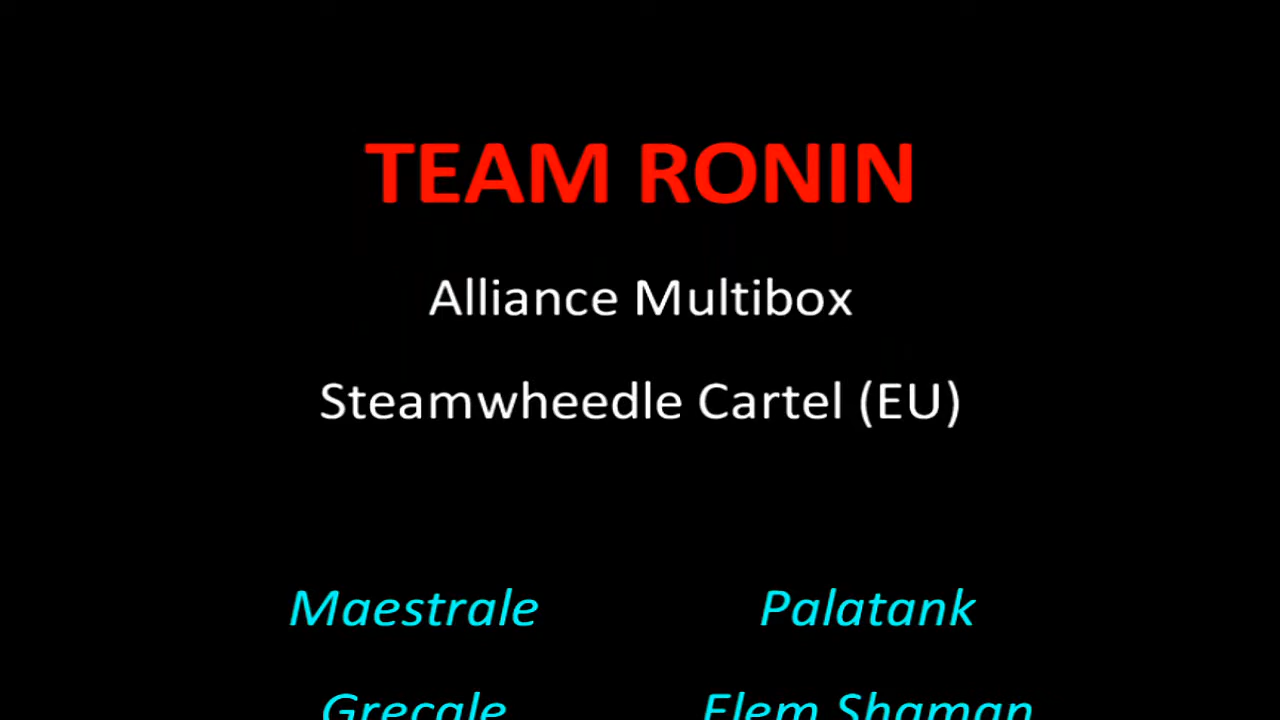 TEAM RONIN
Alliance Multibox
Steamwheedle Cartel (EU)
Maestrale Palatank
Grecale Elem Shaman